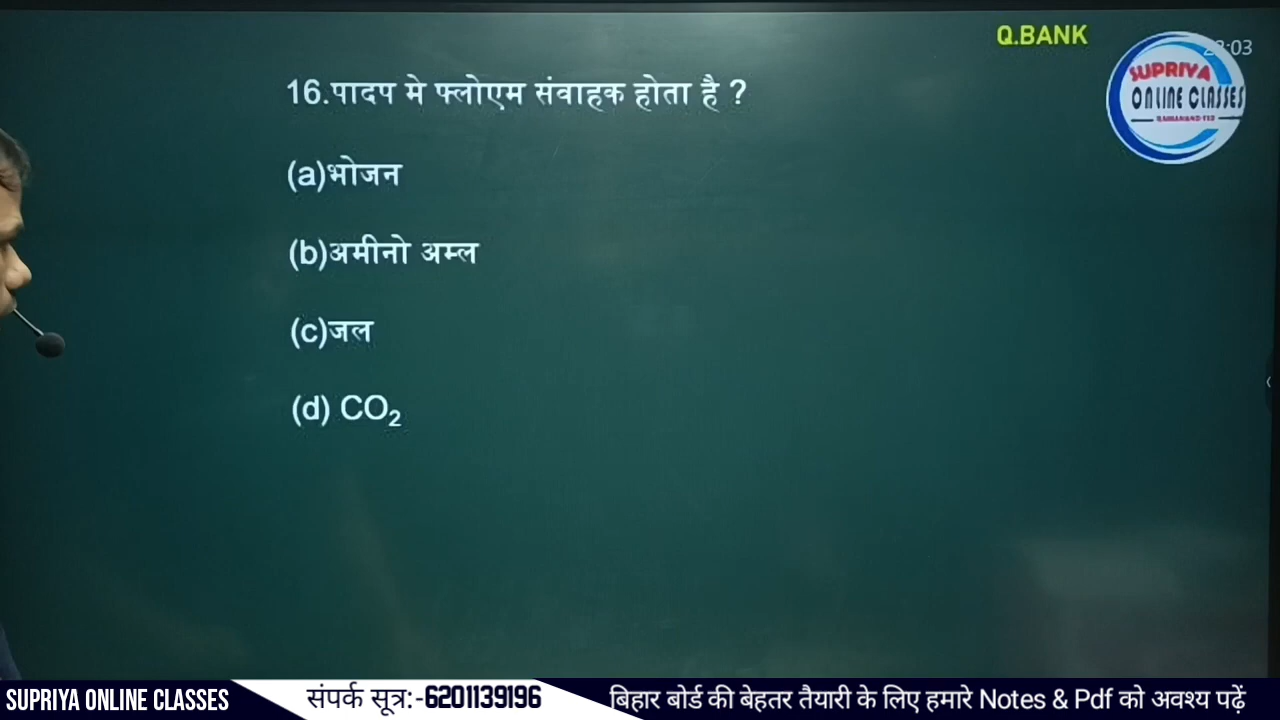 Q.BANK
:03
SUPRIYA
ONLINE CLASSES
16.पादप मे फ्लोएम संवाहक होता है ?
(a)भोजन
(b)अमीनो अम्ल
(c)जल
(d) CO₂
SUPRIYA ONLINE CLASSES
संपर्क सूत्र:-6201139196
बिहार बोर्ड की बेहतर तैयारी के लिए हमारे Notes & Pdf को अवश्य पढ़ें